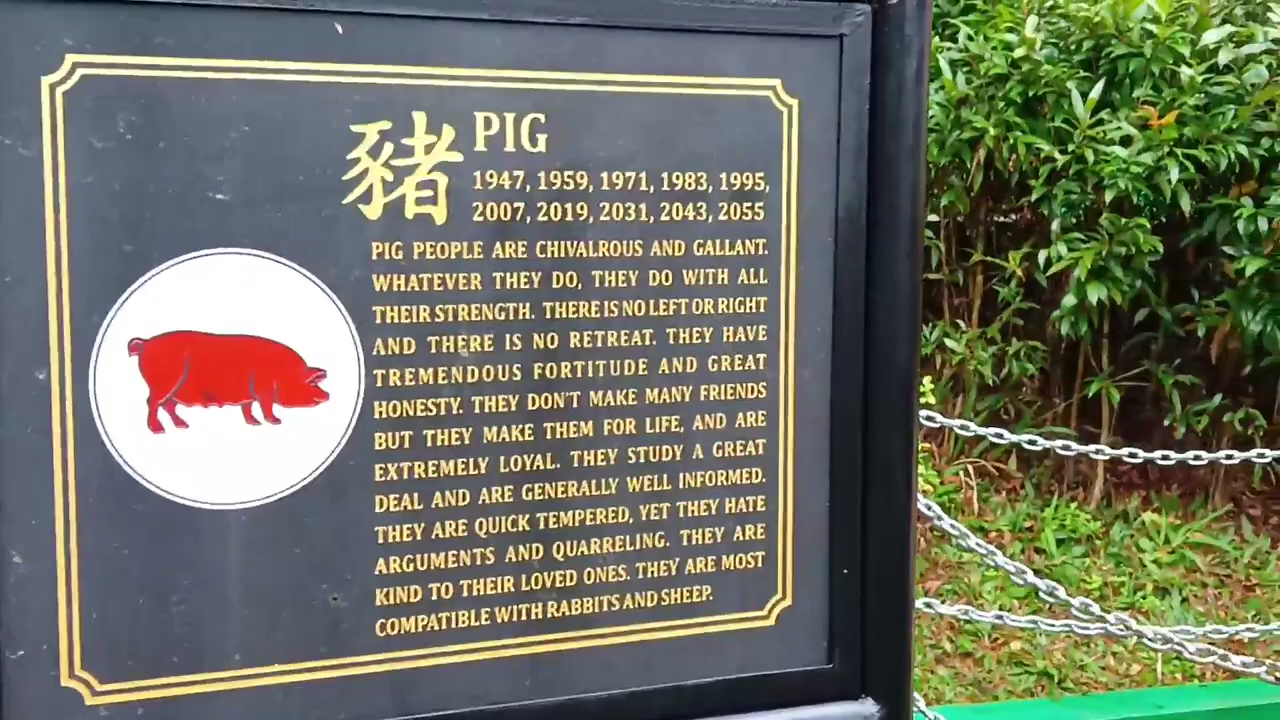 豬 PIG
1947, 1959, 1971, 1983, 1995,
2007, 2019, 2031, 2043, 2055
PIG PEOPLE ARE CHIVALROUS AND GALLANT.
WHATEVER THEY DO, THEY DO WITH ALL
THEIR STRENGTH. THERE IS NO LEFT OR RIGHT
AND THERE IS NO RETREAT. THEY HAVE
TREMENDOUS FORTITUDE AND GREAT
HONESTY. THEY DON'T MAKE MANY FRIENDS
BUT THEY MAKE THEM FOR LIFE, AND ARE
EXTREMELY LOYAL. THEY STUDY A GREAT
DEAL AND ARE GENERALLY WELL INFORMED.
THEY ARE QUICK TEMPERED, YET THEY HATE
ARGUMENTS AND QUARRELING. THEY ARE
KIND TO THEIR LOVED ONES. THEY ARE MOST
COMPATIBLE WITH RABBITS AND SHEEP.